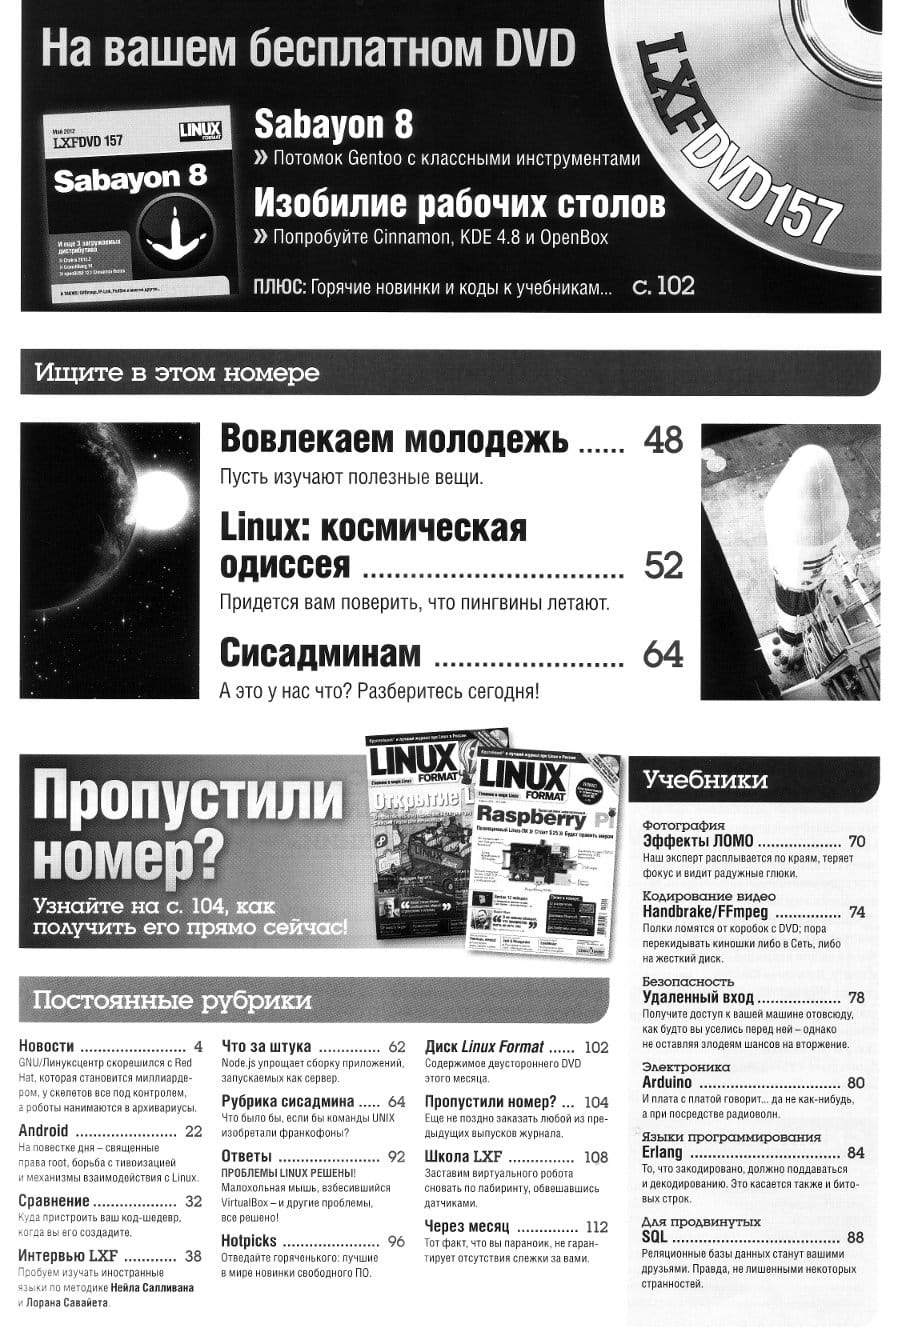 На вашем бесплатном DVD
LXFDVD157
Май 2012
LXFDVD 157
LINUX
FORMAT
Sabayon 8
И еще 3 загружаемых
дистрибутива
Sabayon 8
» Потомок Gentoo с классными инструментами
Изобилие рабочих столов
» Попробуйте Cinnamon, KDE 4.8 и OpenBox
ПЛЮС: Горячие новинки и коды к учебникам... с. 102
Ищите в этом номере
Вовлекаем молодежь ...... 48
Пусть изучают полезные вещи.
Linux: космическая
одиссея ................................. 52
Придется вам поверить, что пингвины летают.
Сисадминам ........................ 64
А это у нас что? Разберитесь сегодня!
Пропустили
номер?
Узнайте на с. 104, как
получить его прямо сейчас!
LINUX
FORMAT
Главное в мире Linux
Открытие
LINUX
FORMAT
Главное в мире Linux
Raspberry P
Постоянные рубрики
Новости ....................... 4
GNU/Линуксцентр скорешился с Red
Hat, которая становится миллиарде-
ром, у скелетов все под контролем,
а роботы нанимаются в архивариусы.
Android ...................... 22
На повестке дня – священные
права root, борьба с тивоизацией
и механизмы взаимодействия с Linux.
Сравнение ................... 32
Куда пристроить ваш код-шедевр,
когда вы его создадите.
Интервью LXF ............ 38
Пробуем изучать иностранные
языки по методике Нейла Салливана
и Лорана Савайета.
Что за штука ............. 62
Node.js упрощает сборку приложений,
запускаемых как сервер.
Рубрика сисадмина ..... 64
Что было бы, если бы команды UNIX
изобретали франкофоны?
Ответы ...................... 92
ПРОБЛЕМЫ LINUX РЕШЕНЫ!
Малохольная мышь, взбесившийся
VirtualBox – и другие проблемы,
все решено!
Hotpicks ..................... 96
Отведайте горяченького: лучшие
в мире новинки свободного ПО.
Диск Linux Format ...... 102
Содержимое двустороннего DVD
этого месяца.
Пропустили номер? ... 104
Еще не поздно заказать любой из пре-
дыдущих выпусков журнала.
Школа LXF .................. 108
Заставим виртуального робота
сновать по лабиринту, обвешавшись
датчиками.
Через месяц ............... 112
Тот факт, что вы параноик, не гаран-
тирует отсутствия слежки за вами.
Учебники
Фотография
Эффекты ЛОМО .................. 70
Наш эксперт расплывается по краям, теряет
фокус и видит радужные глюки.
Кодирование видео
Handbrake/FFmpeg .............. 74
Полки ломятся от коробок с DVD; пора
перекидывать киношки либо в Сеть, либо
на жесткий диск.
Безопасность
Удаленный вход .................. 78
Получите доступ к вашей машине отовсюду,
как будто вы уселись перед ней – однако
не оставляя злодеям шансов на вторжение.
Электроника
Arduino ............................... 80
И плата с платой говорит... да не как-нибудь,
а при посредстве радиоволн.
Языки программирования
Erlang ................................ 84
То, что закодировано, должно поддаваться
и декодированию. Это касается также и бито-
вых строк.
Для продвинутых
SQL ..................................... 88
Реляционные базы данных станут вашими
друзьями. Правда, не лишенными некоторых
странностей.